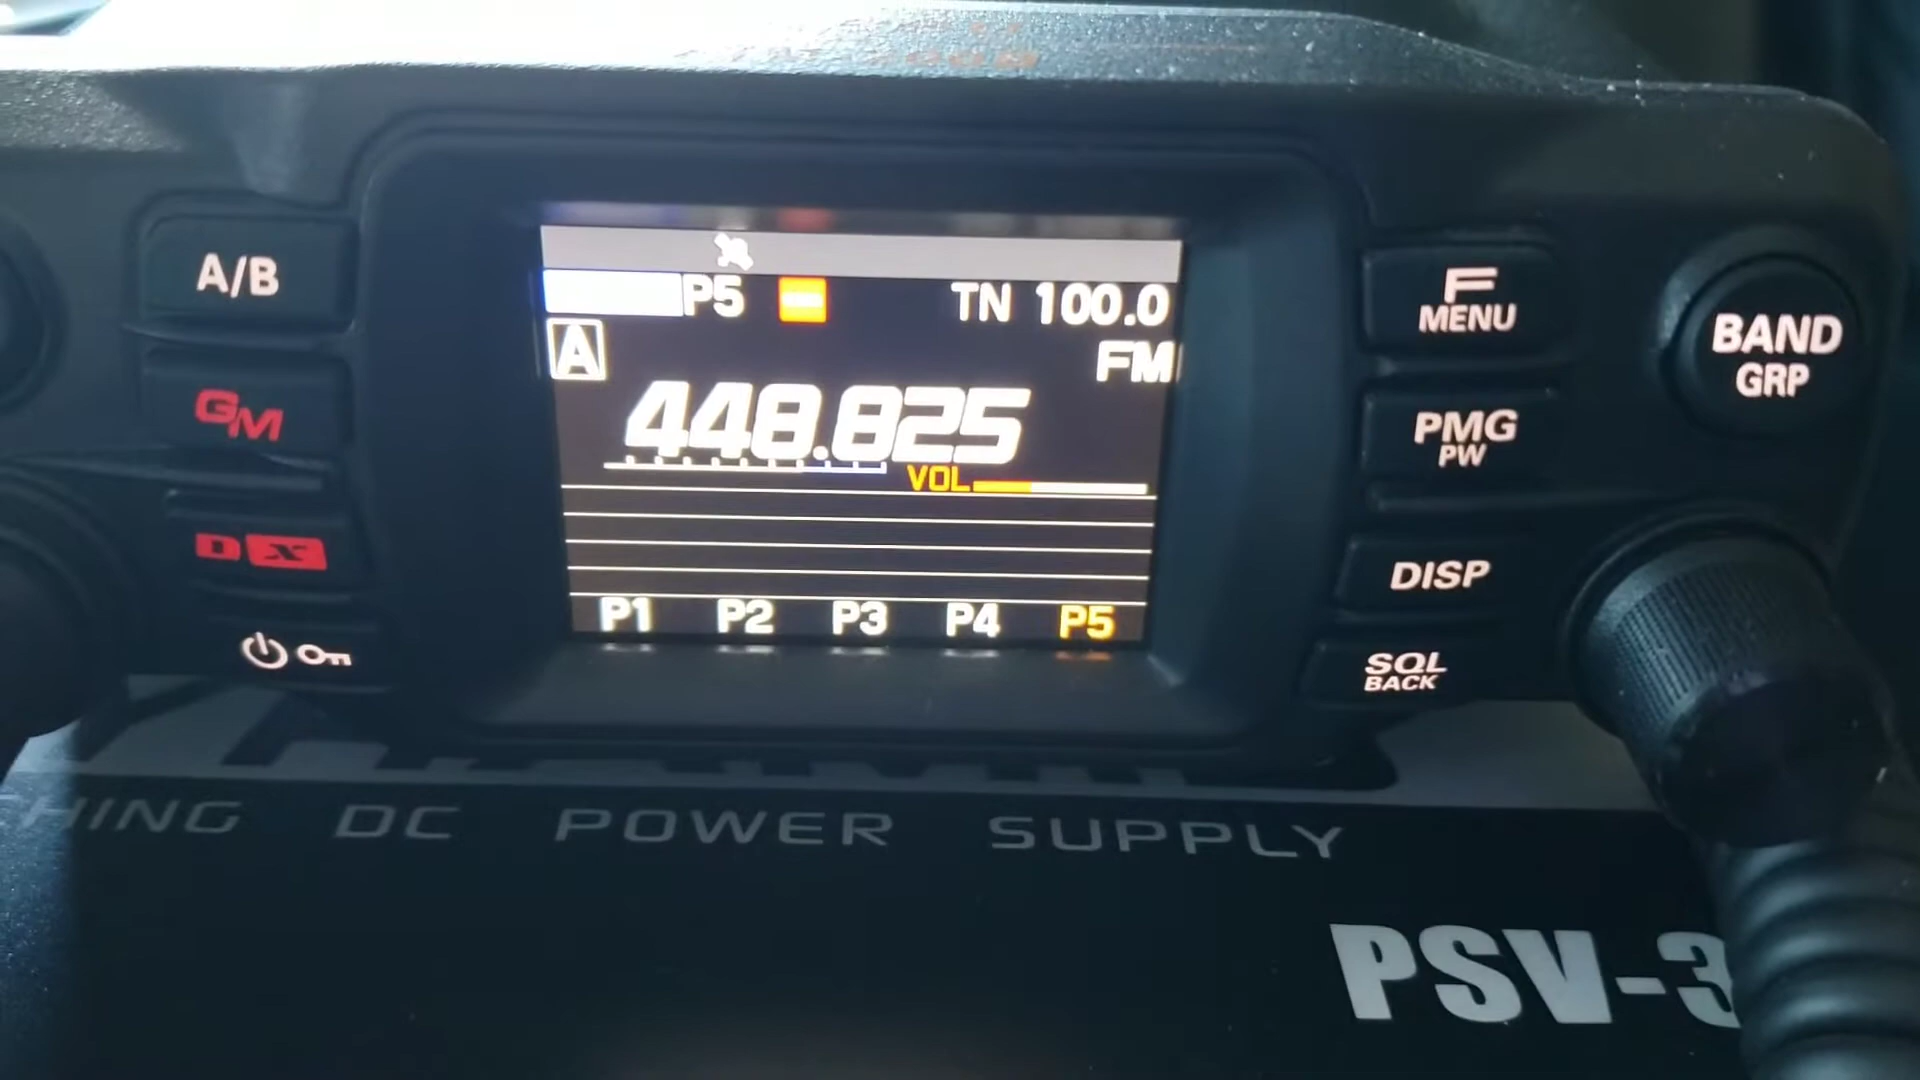 A/B
GM
DX
P5 TN 100.0
A FM
448.825
VOL
P1 P2 P3 P4 P5
F
MENU
PMG
PW
DISP
SQL
BACK
BAND
GRP
HING DC POWER SUPPLY
PSV-3